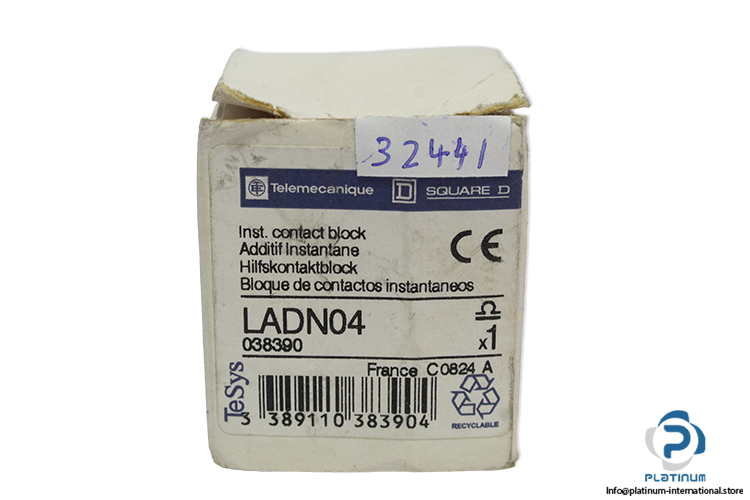 32441
Telemecanique SQUARE D
Inst. contact block
Additif Instantane
Hilfskontaktblock
Bloque de contactos instantaneos
CE
LADN04
038390
x1
France C0824 A
TeSys
3 389110 383904
RECYCLABLE
PLATINUM
Info@platinum-international.store